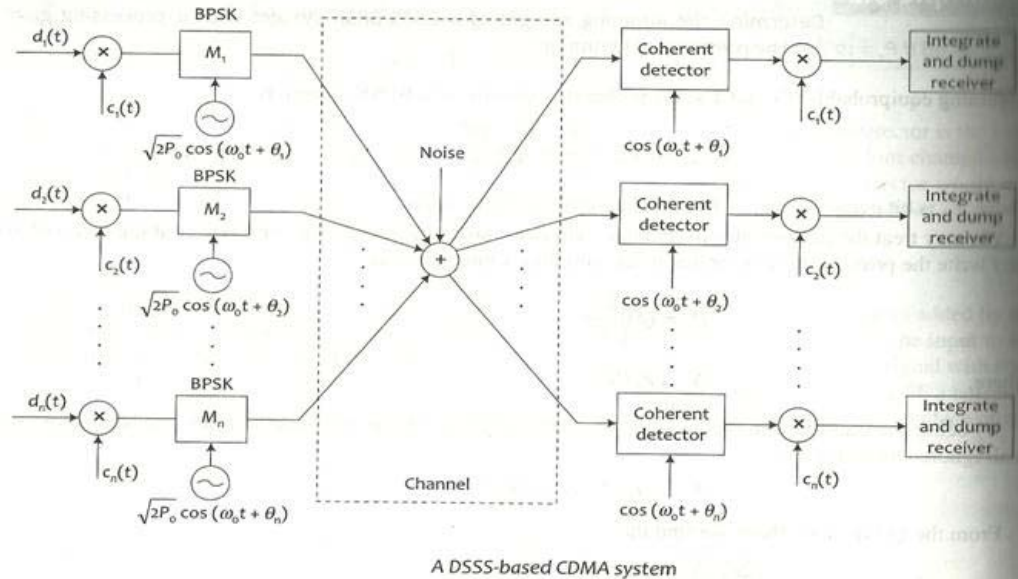 BPSK
d₁(t)
×
M₁
c₁(t)
√2P₀ cos (ω₀t + θ₁)
BPSK
d₂(t)
×
M₂
c₂(t)
√2P₀ cos (ω₀t + θ₂)
BPSK
dₙ(t)
×
Mₙ
cₙ(t)
√2P₀ cos (ω₀t + θₙ)
Noise
+
Channel
Coherent
detector
cos (ω₀t + θ₁)
×
c₁(t)
Integrate
and dump
receiver
Coherent
detector
cos (ω₀t + θ₂)
×
c₂(t)
Integrate
and dump
receiver
Coherent
detector
cos (ω₀t + θₙ)
×
cₙ(t)
Integrate
and dump
receiver
A DSSS-based CDMA system